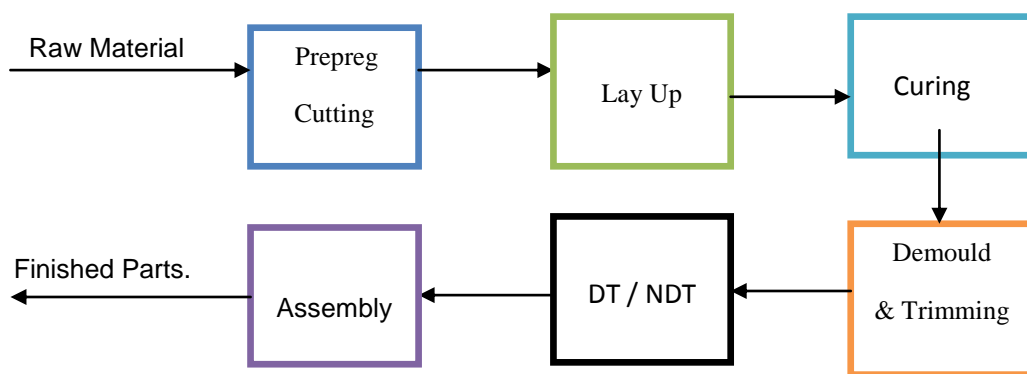 Raw Material
Prepreg
Cutting
Lay Up
Curing
Demould
& Trimming
DT / NDT
Assembly
Finished Parts.